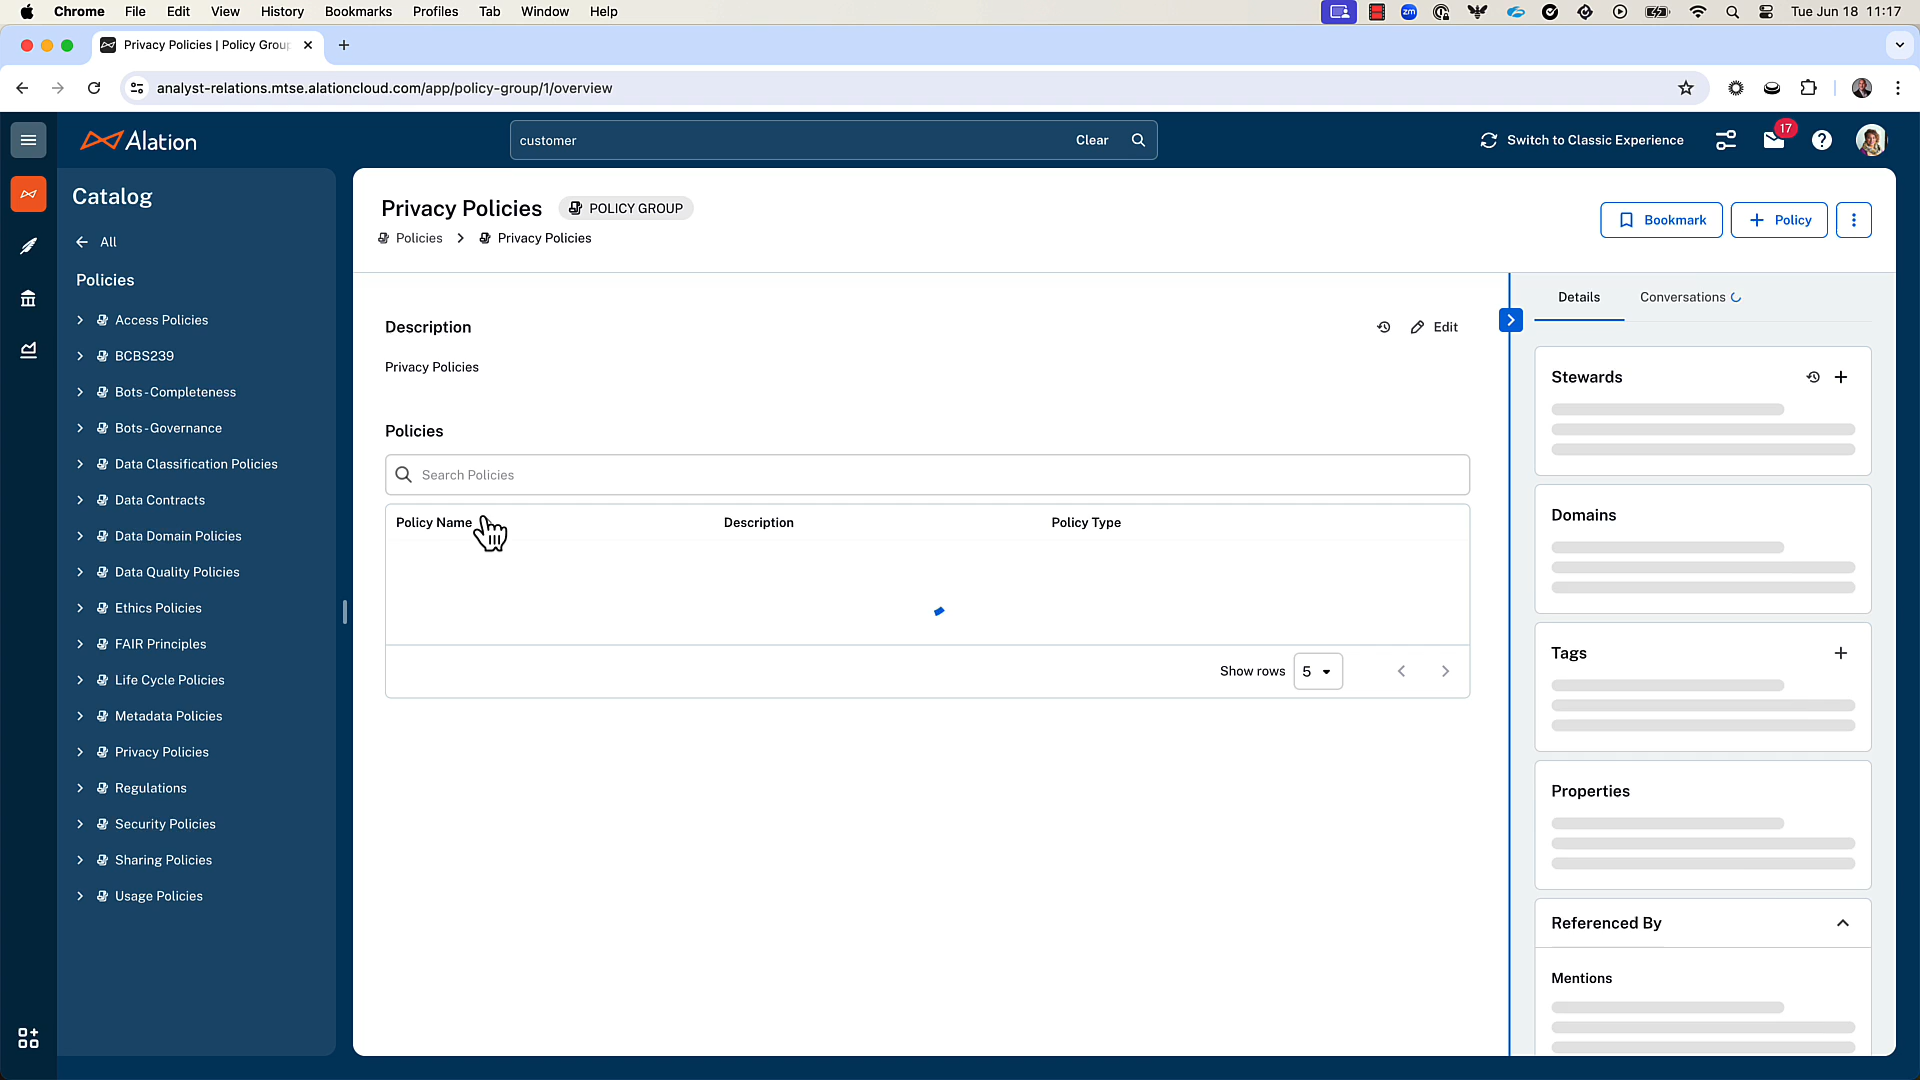 Chrome File Edit View History Bookmarks Profiles Tab Window Help
zm
Tue Jun 18 11:17
Privacy Policies | Policy Grou
analyst-relations.mtse.alationcloud.com/app/policy-group/1/overview
Alation
customer
Clear
Switch to Classic Experience
17
Catalog
All
Policies
Access Policies
BCBS239
Bots-Completeness
Bots-Governance
Data Classification Policies
Data Contracts
Data Domain Policies
Data Quality Policies
Ethics Policies
FAIR Principles
Life Cycle Policies
Metadata Policies
Privacy Policies
Regulations
Security Policies
Sharing Policies
Usage Policies
Privacy Policies POLICY GROUP
Policies Privacy Policies
Bookmark
Policy
Description
Edit
Privacy Policies
Policies
Search Policies
Policy Name Description Policy Type
Show rows 5
Details Conversations
Stewards
Domains
Tags
Properties
Referenced By
Mentions